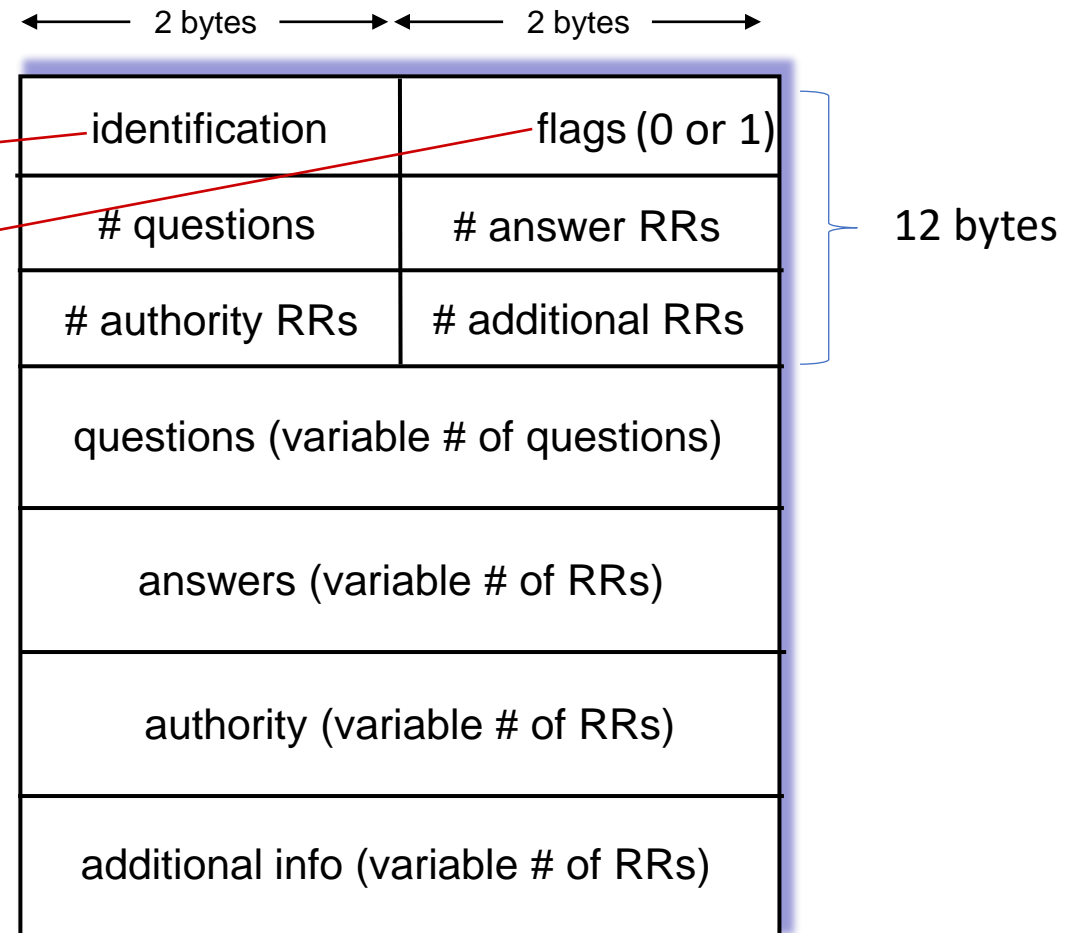 2 bytes 2 bytes
identification flags (0 or 1)
# questions # answer RRs
12 bytes
# authority RRs # additional RRs
questions (variable # of questions)
answers (variable # of RRs)
authority (variable # of RRs)
additional info (variable # of RRs)